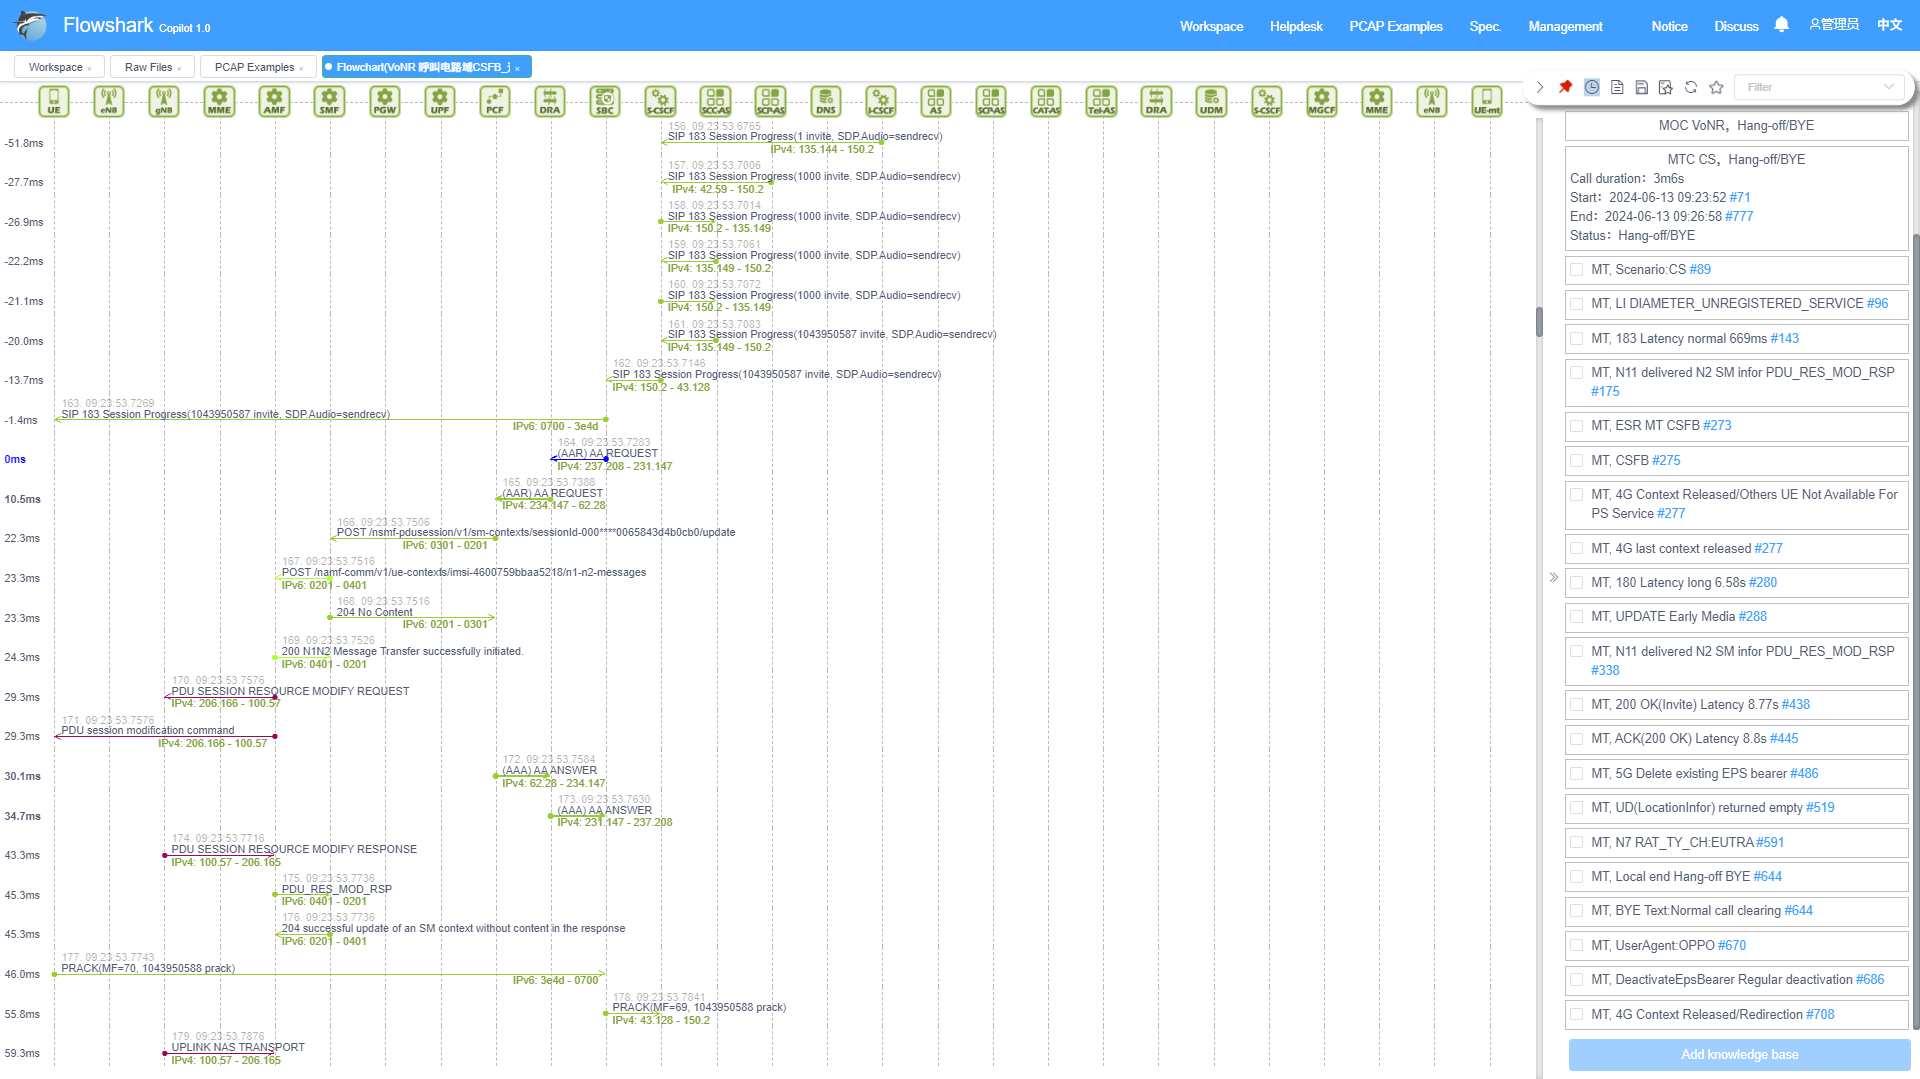 Flowshark Copilot 1.0
Workspace Helpdesk PCAP Examples Spec. Management Notice Discuss 管理员 中文
Workspace × Raw Files × PCAP Examples × Flowchart(VoNR 呼叫电路域CSFB_ ×
UE eNB gNB MME AMF SMF PGW UPF PCF DRA SBC S-CSCF SCC-AS SCP-AS DNS I-CSCF AS SCP-AS CAT-AS Tel-AS DRA UDM S-CSCF MGCF MME eNB UE-mt
Filter
156. 09:23:53.6765
-51.8ms SIP 183 Session Progress(1 invite, SDP.Audio=sendrecv)
IPv4: 135.144 - 150.2
157. 09:23:53.7006
-27.7ms SIP 183 Session Progress(1000 invite, SDP.Audio=sendrecv)
IPv4: 42.59 - 150.2
158. 09:23:53.7014
-26.9ms SIP 183 Session Progress(1000 invite, SDP.Audio=sendrecv)
IPv4: 150.2 - 135.149
159. 09:23:53.7061
-22.2ms SIP 183 Session Progress(1000 invite, SDP.Audio=sendrecv)
IPv4: 135.149 - 150.2
160. 09:23:53.7072
-21.1ms SIP 183 Session Progress(1000 invite, SDP.Audio=sendrecv)
IPv4: 150.2 - 135.149
161. 09:23:53.7083
-20.0ms SIP 183 Session Progress(1043950587 invite, SDP.Audio=sendrecv)
IPv4: 135.149 - 150.2
162. 09:23:53.7146
-13.7ms SIP 183 Session Progress(1043950587 invite, SDP.Audio=sendrecv)
IPv4: 150.2 - 43.128
163. 09:23:53.7269
-1.4ms SIP 183 Session Progress(1043950587 invite, SDP.Audio=sendrecv)
IPv6: 0700 - 3e4d
164. 09:23:53.7283
0ms (AAR) AA REQUEST
IPv4: 237.208 - 231.147
165. 09:23:53.7388
10.5ms (AAR) AA REQUEST
IPv4: 234.147 - 62.28
166. 09:23:53.7506
22.3ms POST /nsmf-pdusession/v1/sm-contexts/sessionId-000****0065843d4b0cb0/update
IPv6: 0301 - 0201
167. 09:23:53.7516
23.3ms POST /namf-comm/v1/ue-contexts/imsi-4600759bbaa5218/n1-n2-messages
IPv6: 0201 - 0401
168. 09:23:53.7516
23.3ms 204 No Content
IPv6: 0201 - 0301
169. 09:23:53.7526
24.3ms 200 N1N2 Message Transfer successfully initiated.
IPv6: 0401 - 0201
170. 09:23:53.7576
29.3ms PDU SESSION RESOURCE MODIFY REQUEST
IPv4: 206.166 - 100.57
171. 09:23:53.7576
29.3ms PDU session modification command
IPv4: 206.166 - 100.57
172. 09:23:53.7584
30.1ms (AAA) AA ANSWER
IPv4: 62.28 - 234.147
173. 09:23:53.7630
34.7ms (AAA) AA ANSWER
IPv4: 231.147 - 237.208
174. 09:23:53.7716
43.3ms PDU SESSION RESOURCE MODIFY RESPONSE
IPv4: 100.57 - 206.165
175. 09:23:53.7736
45.3ms PDU_RES_MOD_RSP
IPv6: 0401 - 0201
176. 09:23:53.7736
45.3ms 204 successful update of an SM context without content in the response
IPv6: 0201 - 0401
177. 09:23:53.7743
46.0ms PRACK(MF=70, 1043950588 prack)
IPv6: 3e4d - 0700
178. 09:23:53.7841
55.8ms PRACK(MF=69, 1043950588 prack)
IPv4: 43.128 - 150.2
179. 09:23:53.7876
59.3ms UPLINK NAS TRANSPORT
IPv4: 100.57 - 206.165
MOC VoNR，Hang-off/BYE
MTC CS，Hang-off/BYE
Call duration：3m6s
Start：2024-06-13 09:23:52 #71
End：2024-06-13 09:26:58 #777
Status：Hang-off/BYE
MT, Scenario:CS #89
MT, LI DIAMETER_UNREGISTERED_SERVICE #96
MT, 183 Latency normal 669ms #143
MT, N11 delivered N2 SM infor PDU_RES_MOD_RSP
#175
MT, ESR MT CSFB #273
MT, CSFB #275
MT, 4G Context Released/Others UE Not Available For
PS Service #277
MT, 4G last context released #277
MT, 180 Latency long 6.58s #280
MT, UPDATE Early Media #288
MT, N11 delivered N2 SM infor PDU_RES_MOD_RSP
#338
MT, 200 OK(Invite) Latency 8.77s #438
MT, ACK(200 OK) Latency 8.8s #445
MT, 5G Delete existing EPS bearer #486
MT, UD(LocationInfor) returned empty #519
MT, N7 RAT_TY_CH:EUTRA #591
MT, Local end Hang-off BYE #644
MT, BYE Text:Normal call clearing #644
MT, UserAgent:OPPO #670
MT, DeactivateEpsBearer Regular deactivation #686
MT, 4G Context Released/Redirection #708
Add knowledge base